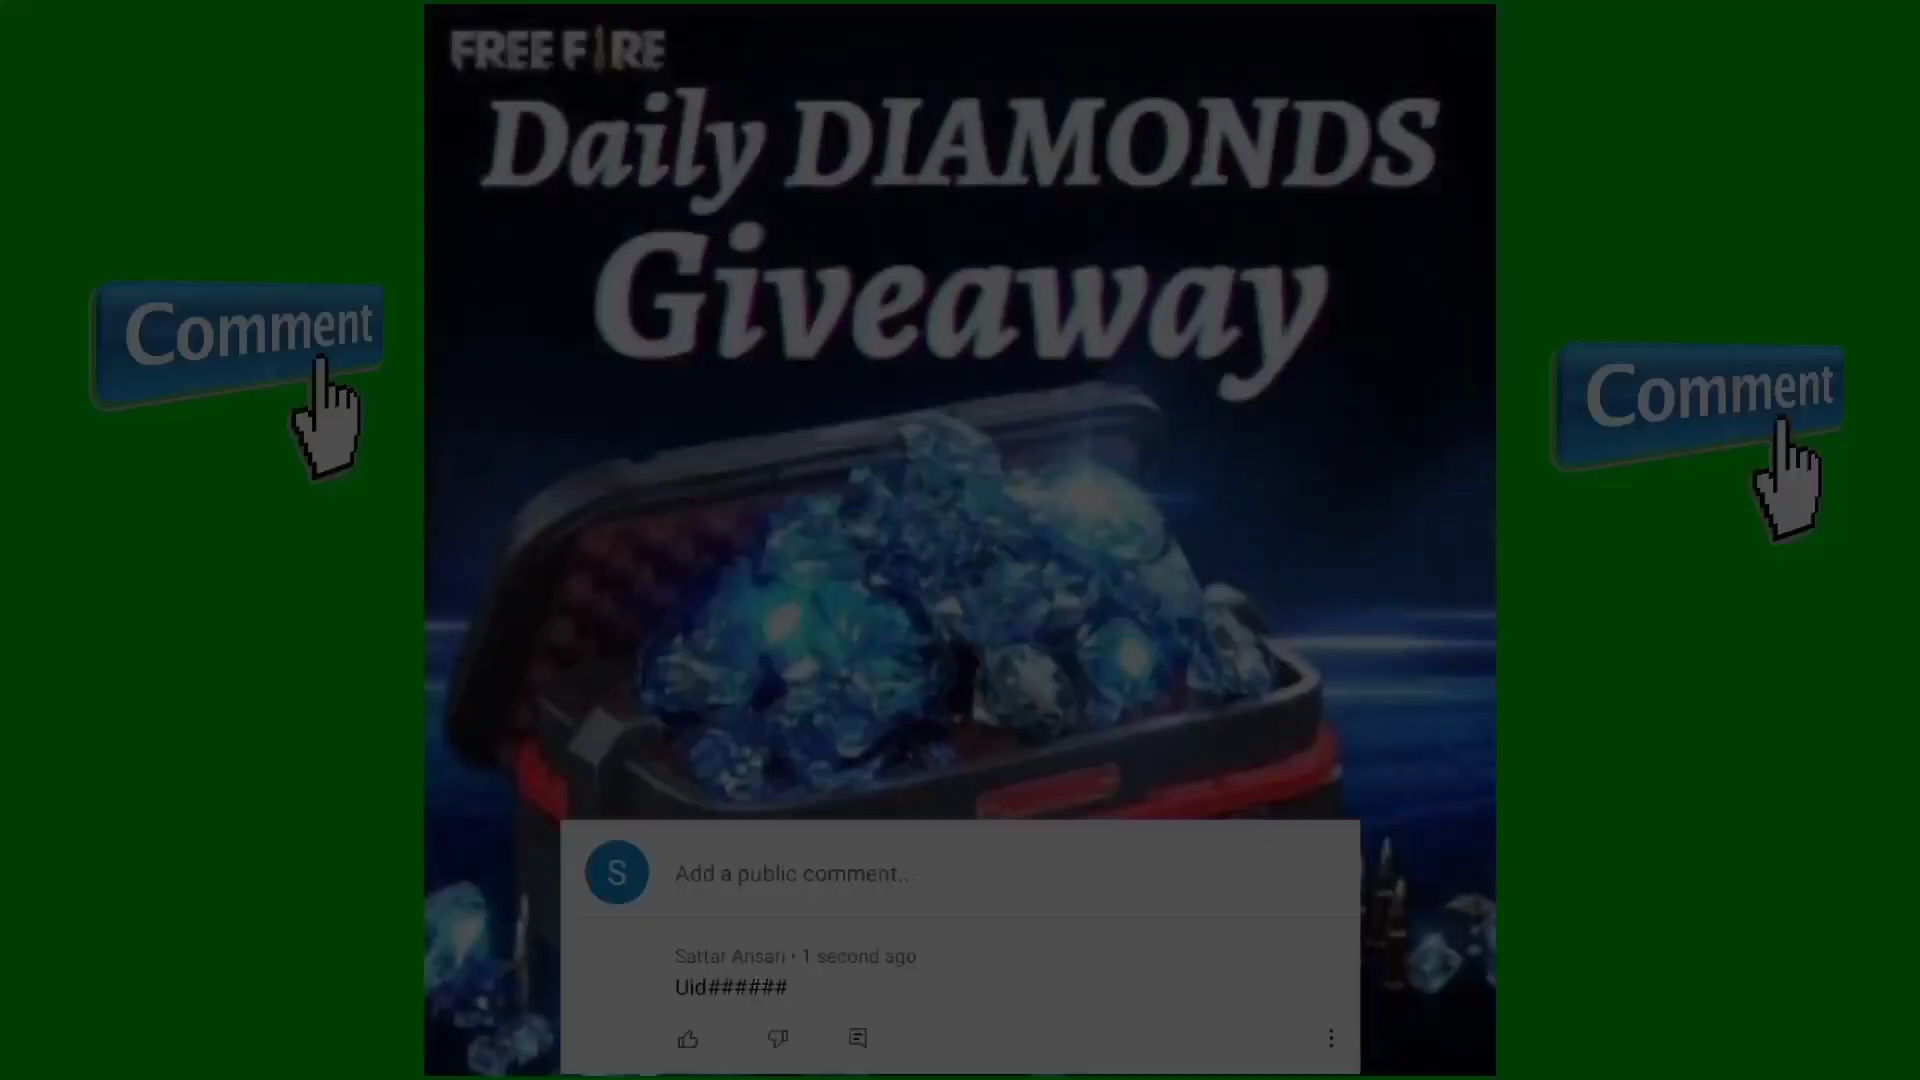 FREE FIRE
Daily DIAMONDS
Giveaway
Comment
Comment
S
Add a public comment...
Sattar Ansari • 1 second ago
Uid######